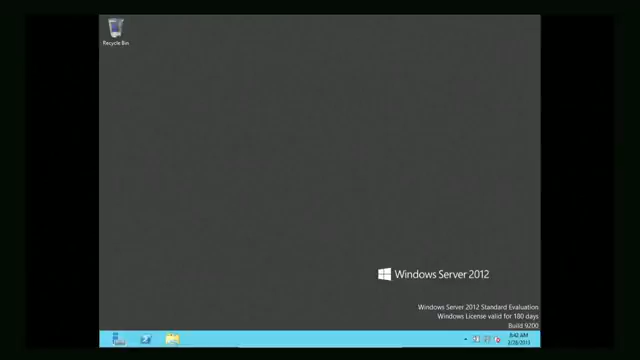 Recycle Bin
Windows Server 2012
Windows Server 2012 Standard Evaluation
Windows License valid for 180 days
Build 9200
8:42 AM
2/28/2013